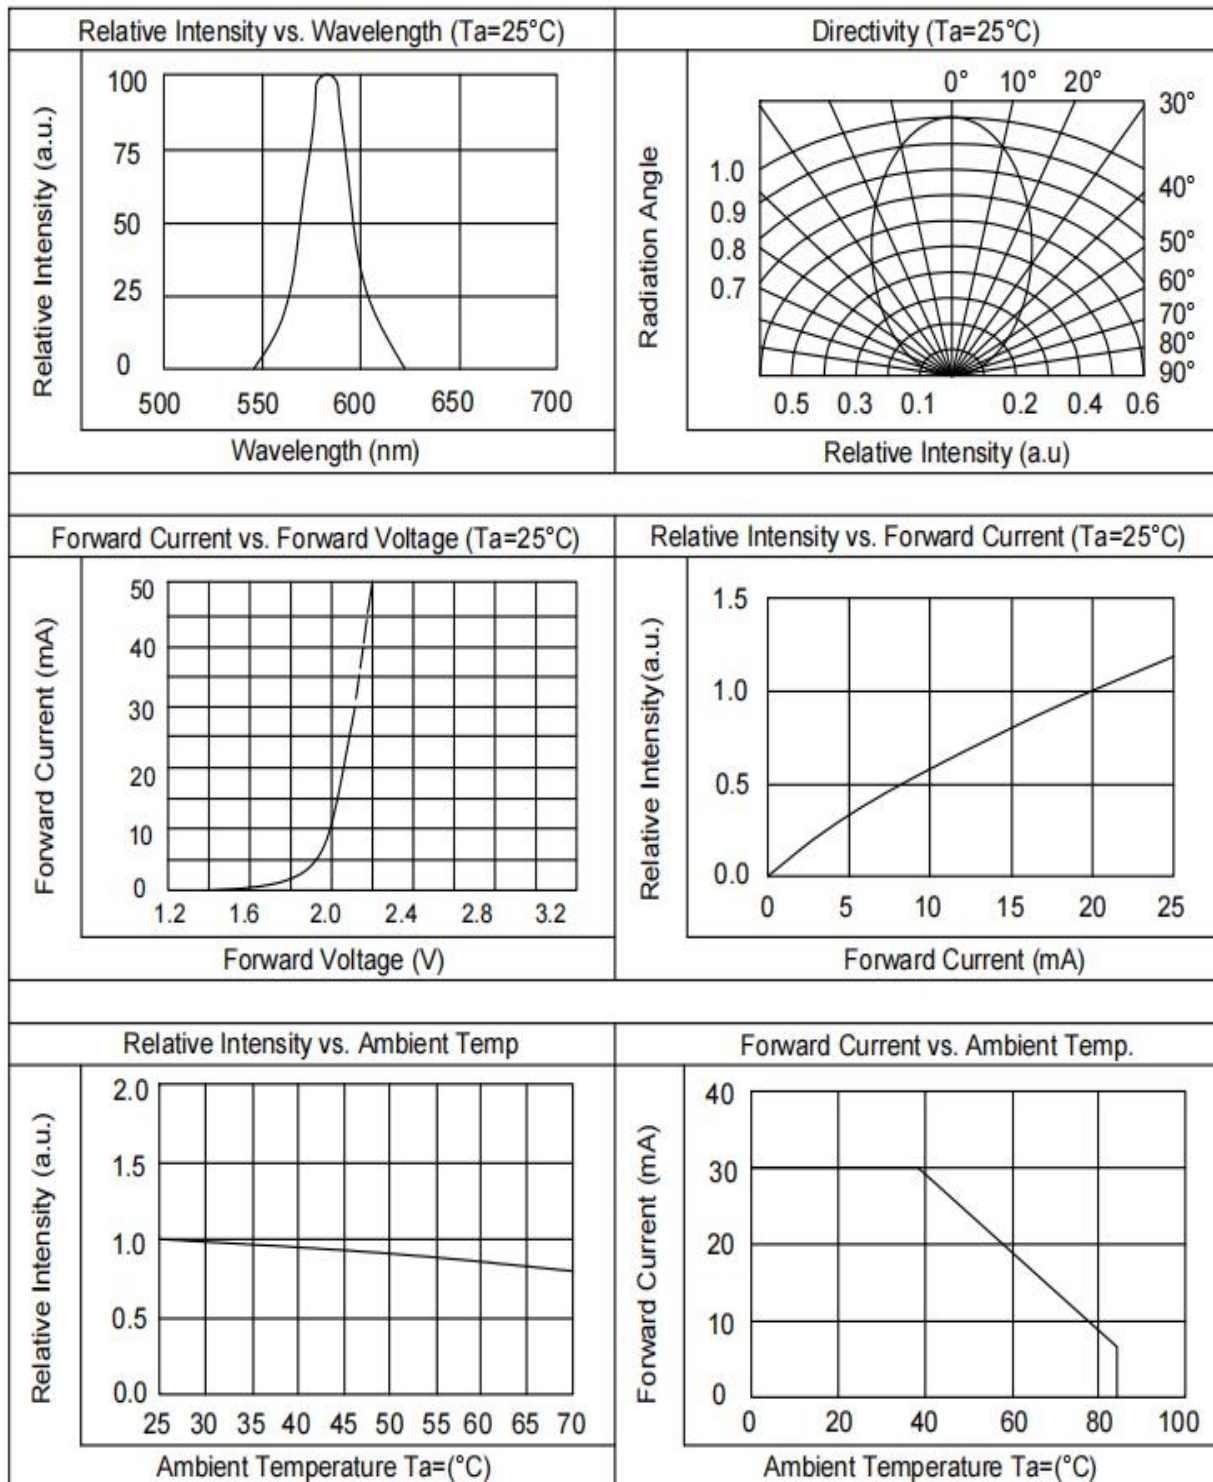 Relative Intensity vs. Wavelength (Ta=25°C)
Relative Intensity (a.u.)
100
75
50
25
0
500 550 600 650 700
Wavelength (nm)
Directivity (Ta=25°C)
Radiation Angle
0° 10° 20° 30°
40°
50°
60°
70°
80°
90°
1.0
0.9
0.8
0.7
0.5 0.3 0.1 0.2 0.4 0.6
Relative Intensity (a.u)
Forward Current vs. Forward Voltage (Ta=25°C)
Forward Current (mA)
50
40
30
20
10
0
1.2 1.6 2.0 2.4 2.8 3.2
Forward Voltage (V)
Relative Intensity vs. Forward Current (Ta=25°C)
Relative Intensity(a.u.)
1.5
1.0
0.5
0.0
0 5 10 15 20 25
Forward Current (mA)
Relative Intensity vs. Ambient Temp
Relative Intensity (a.u.)
2.0
1.5
1.0
0.5
0.0
25 30 35 40 45 50 55 60 65 70
Ambient Temperature Ta=(°C)
Forward Current vs. Ambient Temp.
Forward Current (mA)
40
30
20
10
0
0 20 40 60 80 100
Ambient Temperature Ta=(°C)